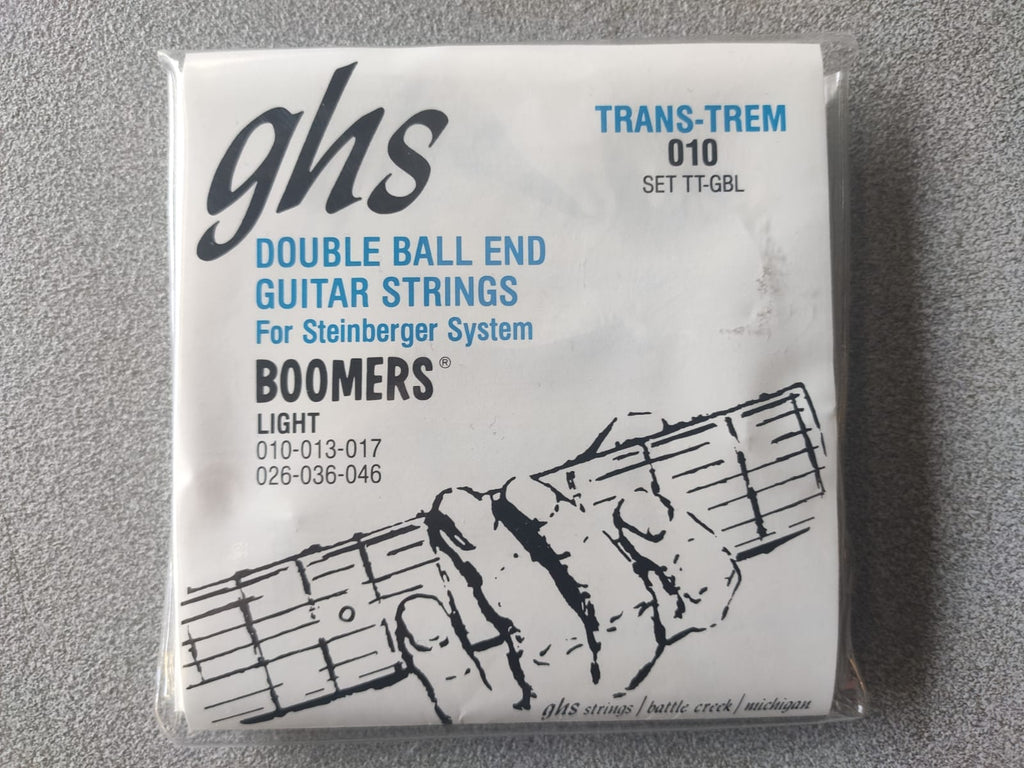 ghs
TRANS-TREM
010
SET TT-GBL
DOUBLE BALL END
GUITAR STRINGS
For Steinberger System
BOOMERS®
LIGHT
010-013-017
026-036-046
ghs strings / battle creek / michigan